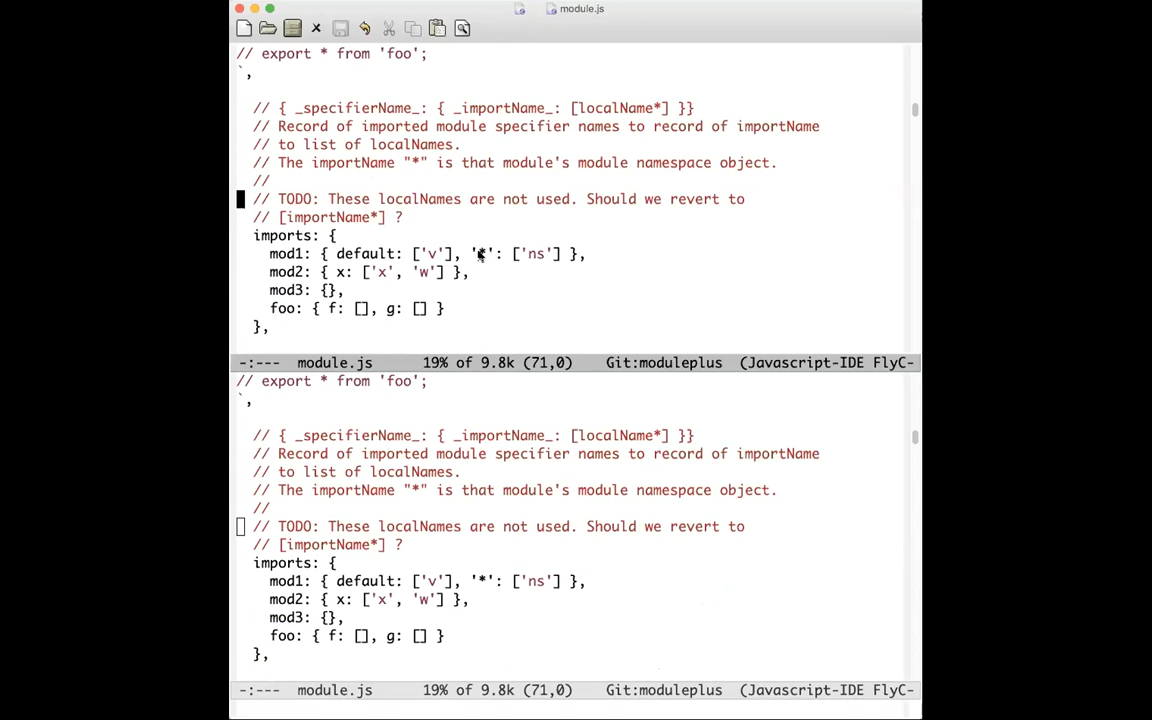 module.js
// export * from 'foo';
`,
// { _specifierName_: { _importName_: [localName*] }}
// Record of imported module specifier names to record of importName
// to list of localNames.
// The importName "*" is that module's module namespace object.
//
// TODO: These localNames are not used. Should we revert to
// [importName*] ?
imports: {
mod1: { default: ['v'], '*': ['ns'] },
mod2: { x: ['x', 'w'] },
mod3: {},
foo: { f: [], g: [] }
},
-:--- module.js 19% of 9.8k (71,0) Git:moduleplus (Javascript-IDE FlyC-
// export * from 'foo';
`,
// { _specifierName_: { _importName_: [localName*] }}
// Record of imported module specifier names to record of importName
// to list of localNames.
// The importName "*" is that module's module namespace object.
//
// TODO: These localNames are not used. Should we revert to
// [importName*] ?
imports: {
mod1: { default: ['v'], '*': ['ns'] },
mod2: { x: ['x', 'w'] },
mod3: {},
foo: { f: [], g: [] }
},
-:--- module.js 19% of 9.8k (71,0) Git:moduleplus (Javascript-IDE FlyC-